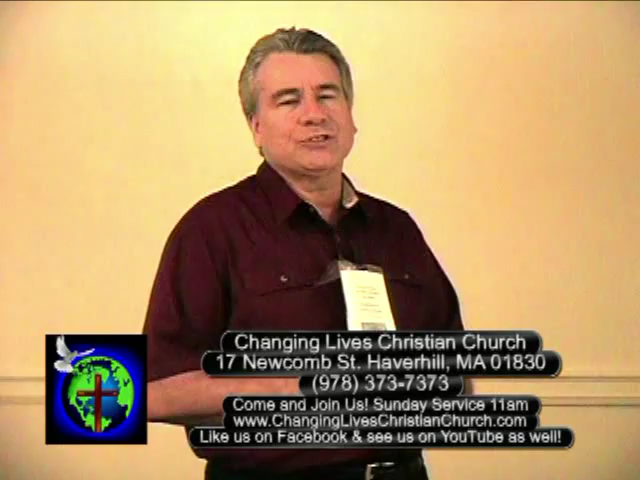 Changing Lives Christian Church
17 Newcomb St. Haverhill, MA 01830
(978) 373-7373
Come and Join Us! Sunday Service 11am
www.ChangingLivesChristianChurch.com
Like us on Facebook & see us on YouTube as well!